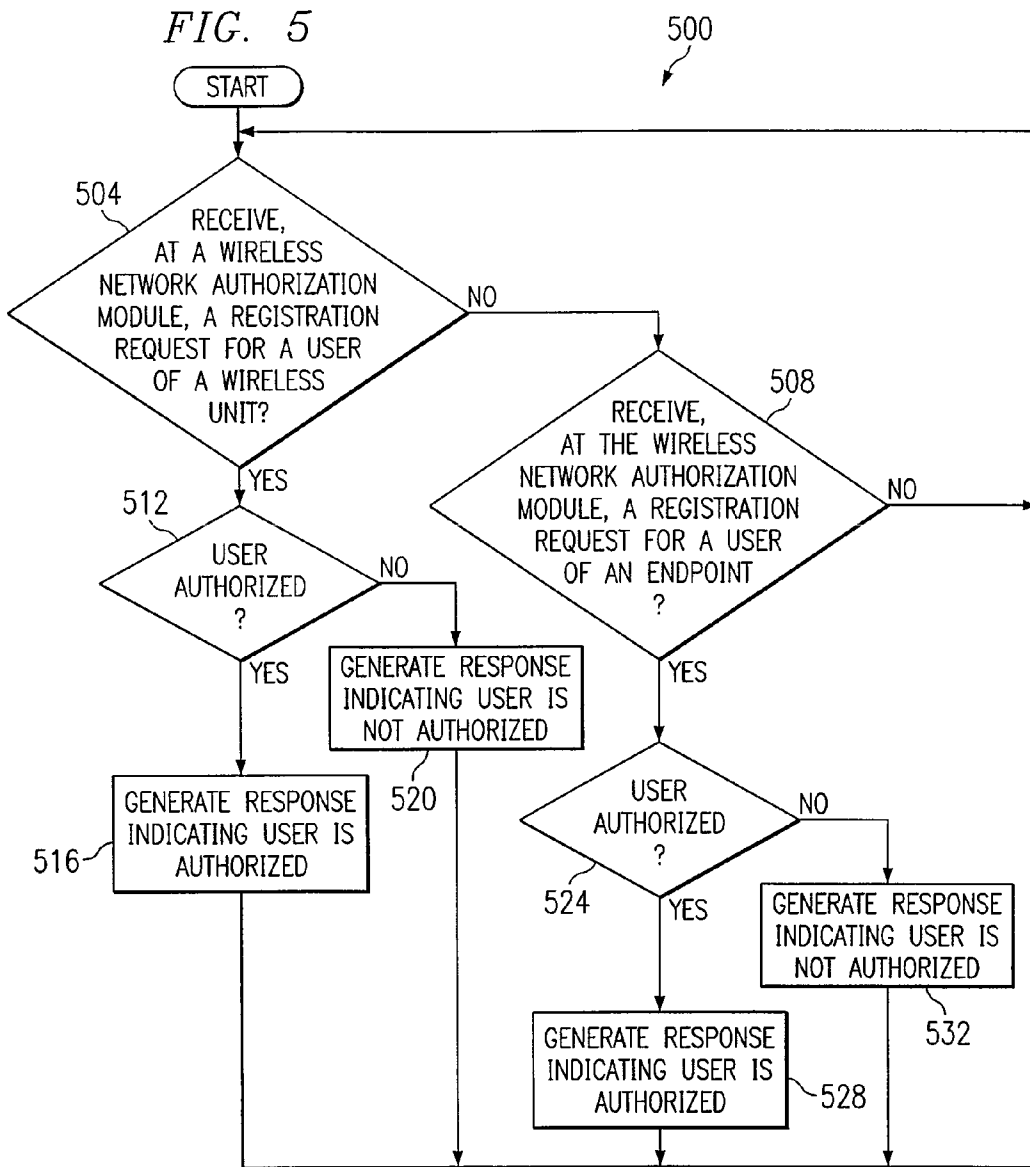 FIG. 5
500
START
504
RECEIVE,
AT A WIRELESS
NETWORK AUTHORIZATION
MODULE, A REGISTRATION
REQUEST FOR A USER
OF A WIRELESS
UNIT?
NO
YES
508
RECEIVE,
AT THE WIRELESS
NETWORK AUTHORIZATION
MODULE, A REGISTRATION
REQUEST FOR A USER
OF AN ENDPOINT
?
NO
YES
512
USER
AUTHORIZED
?
NO
YES
GENERATE RESPONSE
INDICATING USER IS
NOT AUTHORIZED
520
GENERATE RESPONSE
INDICATING USER IS
AUTHORIZED
516
USER
AUTHORIZED
?
NO
524
YES
GENERATE RESPONSE
INDICATING USER IS
NOT AUTHORIZED
532
GENERATE RESPONSE
INDICATING USER IS
AUTHORIZED
528